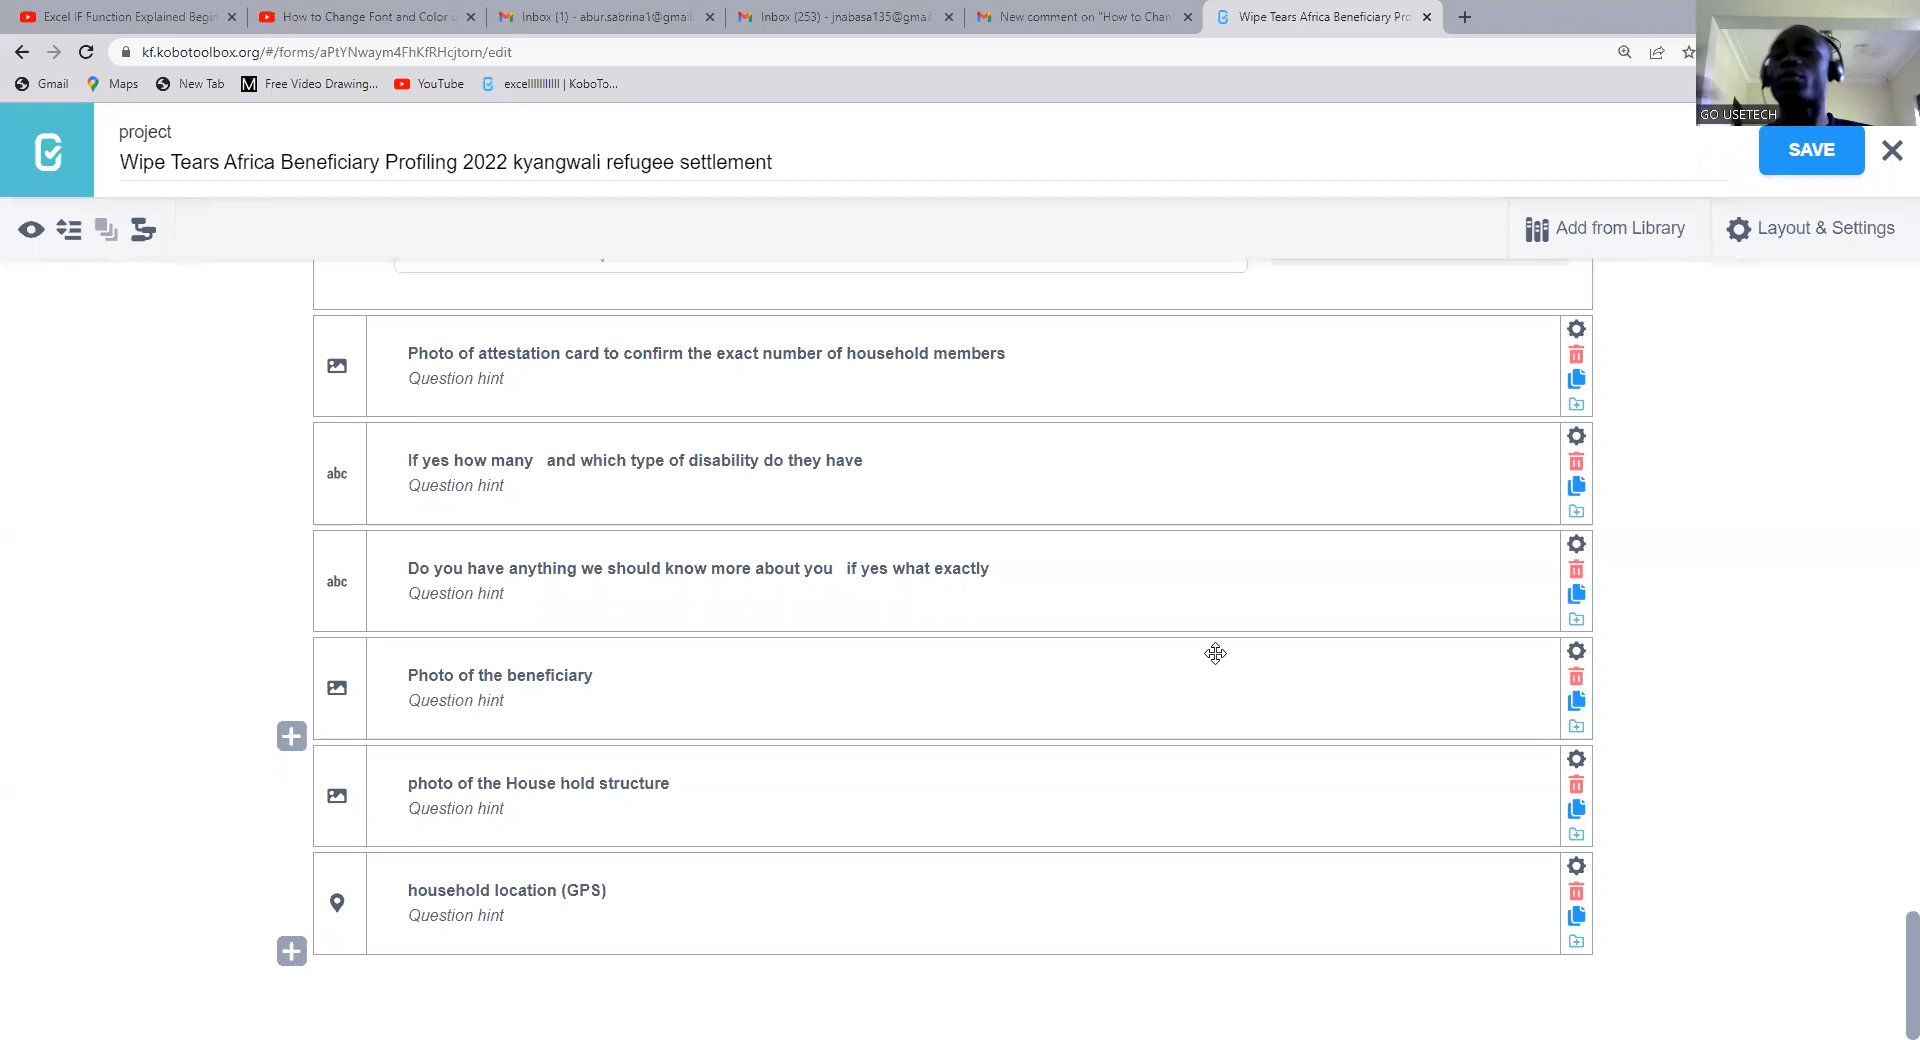 Excel IF Function Explained Begin
How to Change Font and Color o
Inbox (1) - abur.sabrina1@gmail.
Inbox (253) - jnabasa135@gmail.
New comment on "How to Chan
Wipe Tears Africa Beneficiary Pro
kf.kobotoolbox.org/#/forms/aPtYNwaym4FhKfRHcjtorn/edit
Gmail
Maps
New Tab
Free Video Drawing...
YouTube
excelllllllllll | KoboTo...
GO USETECH
project
Wipe Tears Africa Beneficiary Profiling 2022 kyangwali refugee settlement
SAVE
Add from Library
Layout & Settings
Photo of attestation card to confirm the exact number of household members
Question hint
abc
If yes how many and which type of disability do they have
Question hint
abc
Do you have anything we should know more about you if yes what exactly
Question hint
Photo of the beneficiary
Question hint
photo of the House hold structure
Question hint
household location (GPS)
Question hint